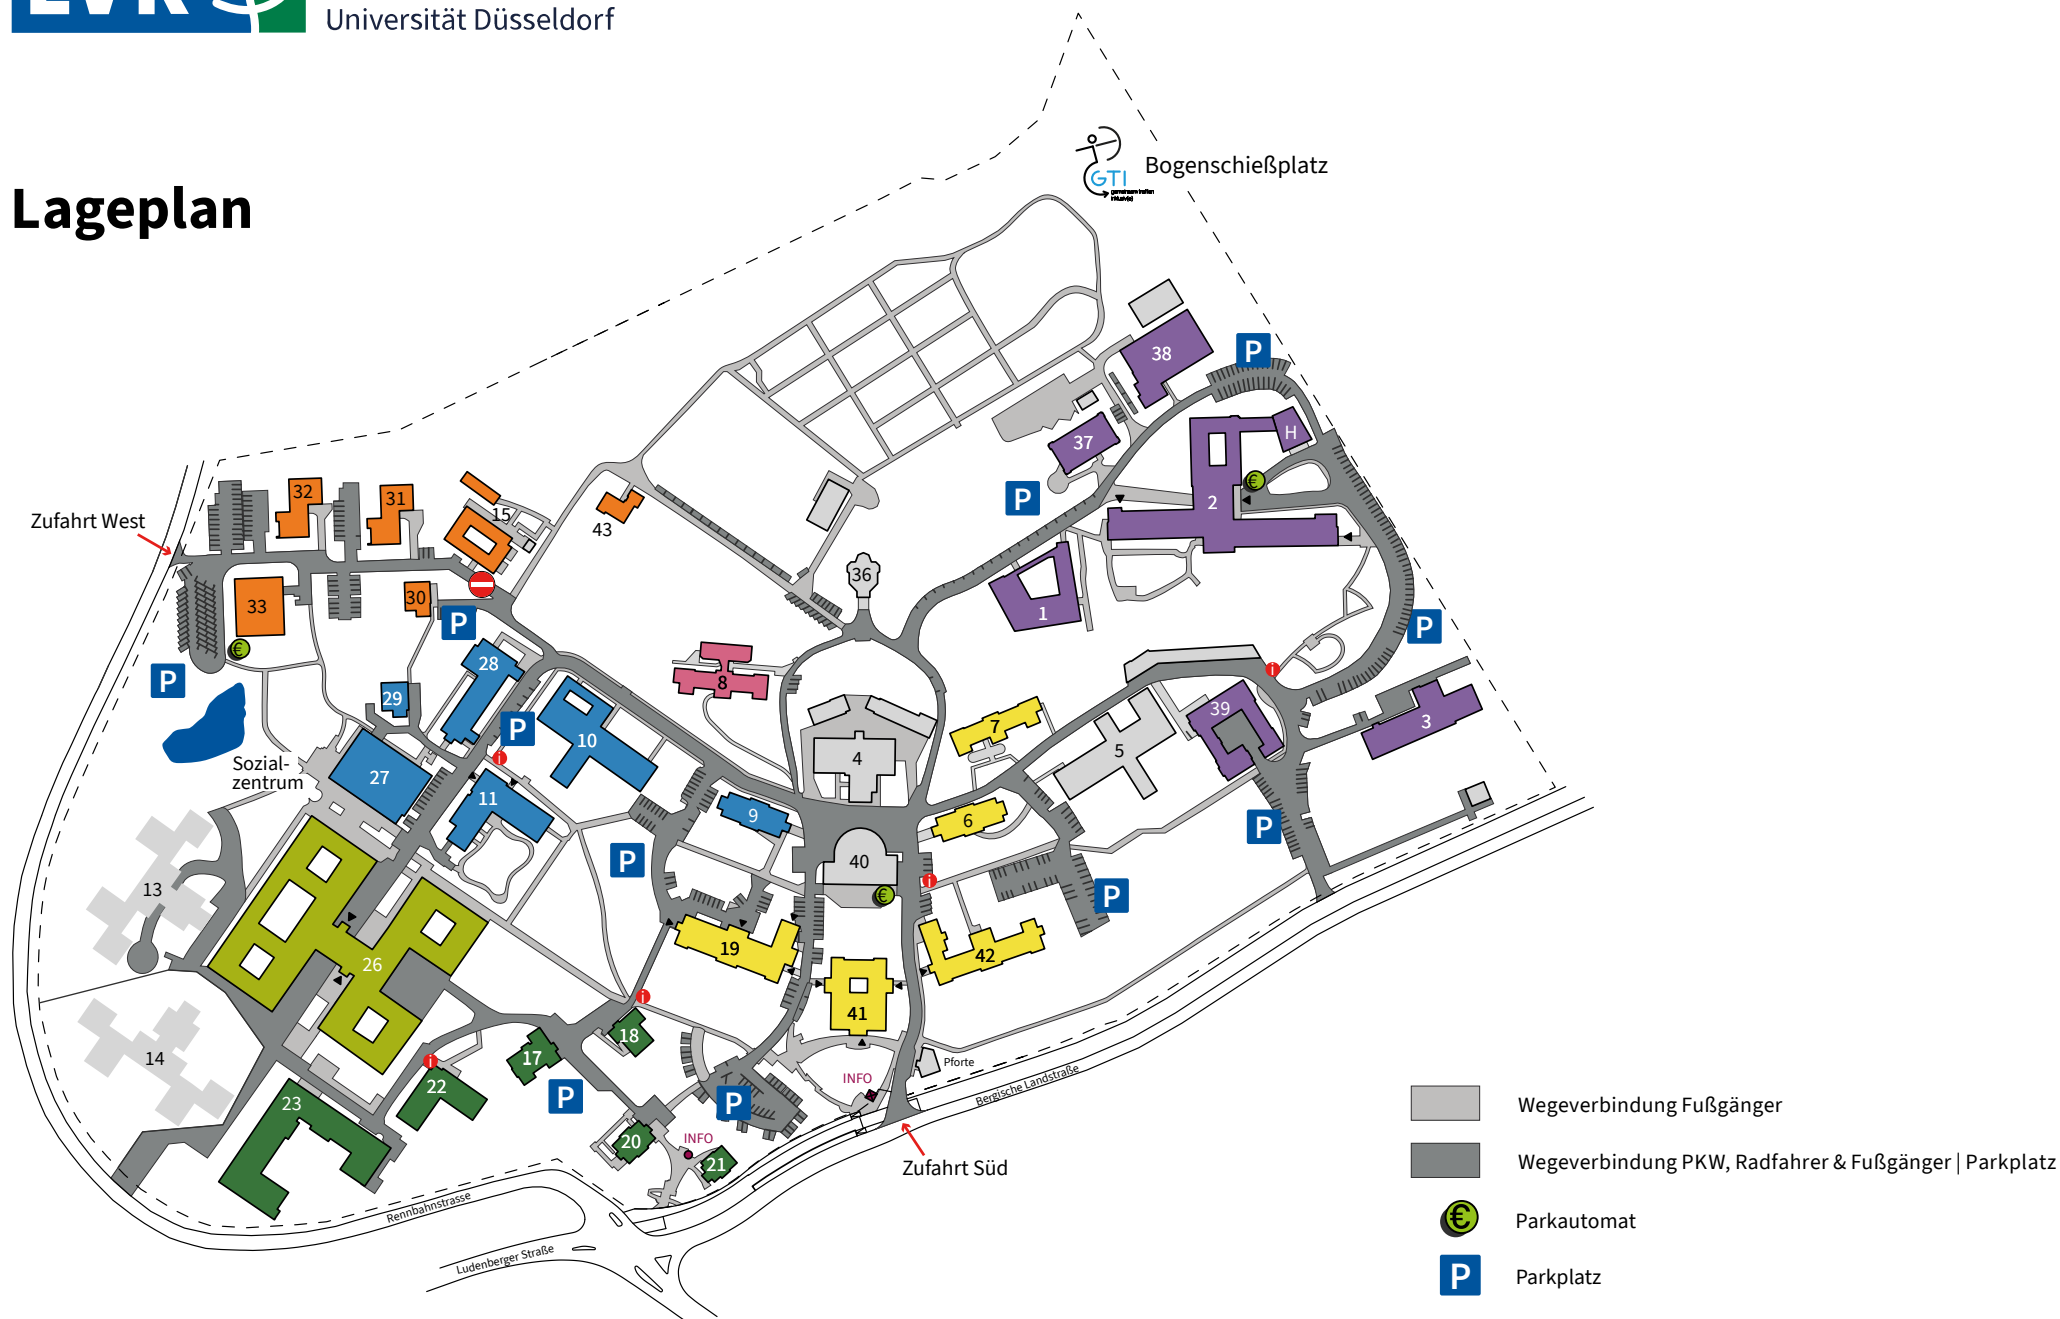 LVR
Universität Düsseldorf
Lageplan
GTI
Bogenschießplatz
38
P
37
H
P
2
32
31
15
43
Zufahrt West
33
30
P
36
1
P
P
28
8
29
39
3
P
10
7
5
4
Sozial-
zentrum
27
11
9
6
P
P
40
13
P
19
42
26
41
18
17
14
22
P
Pforte
INFO
P
23
Bergische Landstraße
20
INFO
21
Zufahrt Süd
Rennbahnstrasse
Ludenberger Straße
Wegeverbindung Fußgänger
Wegeverbindung PKW, Radfahrer & Fußgänger | Parkplatz
€ Parkautomat
P Parkplatz